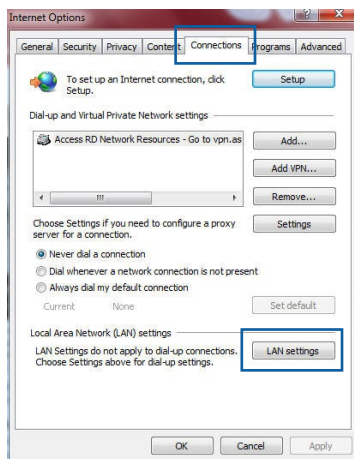 Internet Options
General Security Privacy Content Connections Programs Advanced
To set up an Internet connection, click
Setup.
Setup
Dial-up and Virtual Private Network settings
Access RD Network Resources - Go to vpn.as
Add...
Add VPN...
Remove...
Choose Settings if you need to configure a proxy
server for a connection.
Settings
Never dial a connection
Dial whenever a network connection is not present
Always dial my default connection
Current None
Set default
Local Area Network (LAN) settings
LAN Settings do not apply to dial-up connections.
Choose Settings above for dial-up settings.
LAN settings
OK Cancel Apply